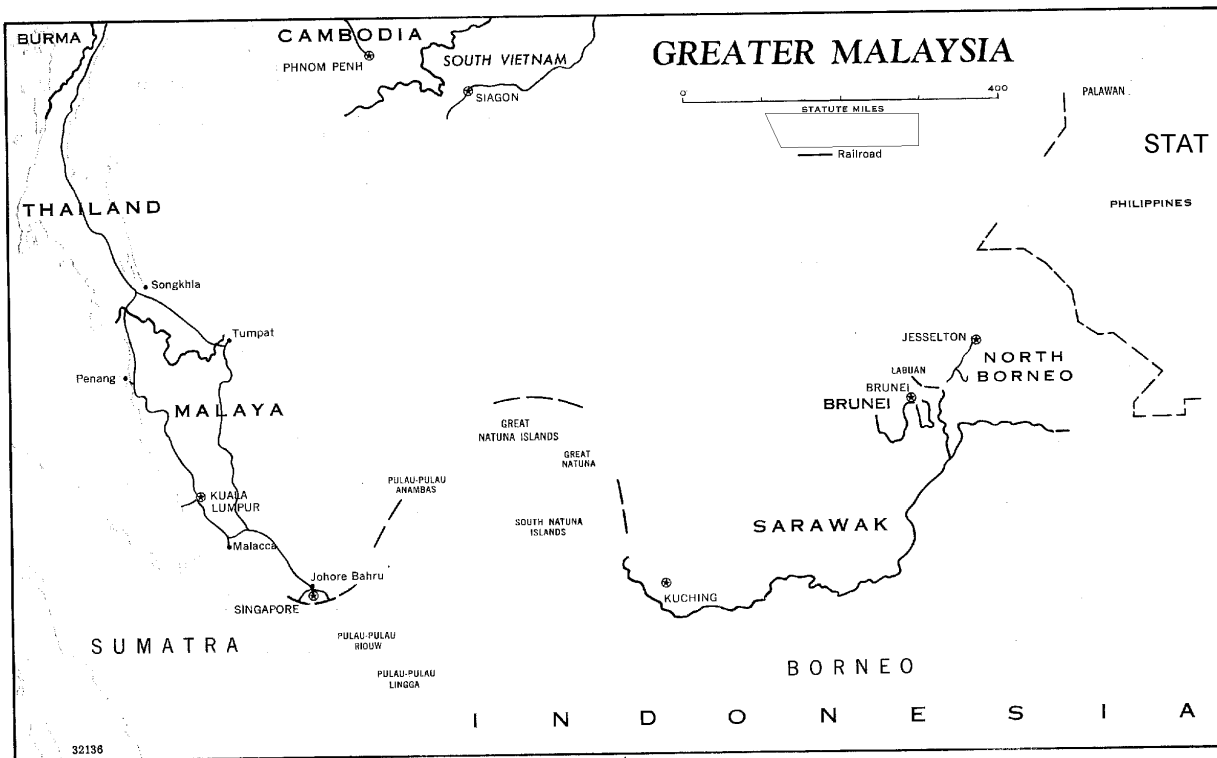 GREATER MALAYSIA
0 400
STATUTE MILES
Railroad
STAT
BURMA
CAMBODIA
PHNOM PENH
SOUTH VIETNAM
SIAGON
PALAWAN
THAILAND
PHILIPPINES
Songkhla
Tumpat
Penang
MALAYA
JESSELTON
NORTH
BORNEO
LABUAN
BRUNEI
BRUNEI
GREAT
NATUNA ISLANDS
GREAT
NATUNA
PULAU-PULAU
ANAMBAS
KUALA
LUMPUR
SOUTH NATUNA
ISLANDS
SARAWAK
Malacca
Johore Bahru
SINGAPORE
KUCHING
SUMATRA
PULAU-PULAU
RIOUW
PULAU-PULAU
LINGGA
BORNEO
INDONESIA
32136